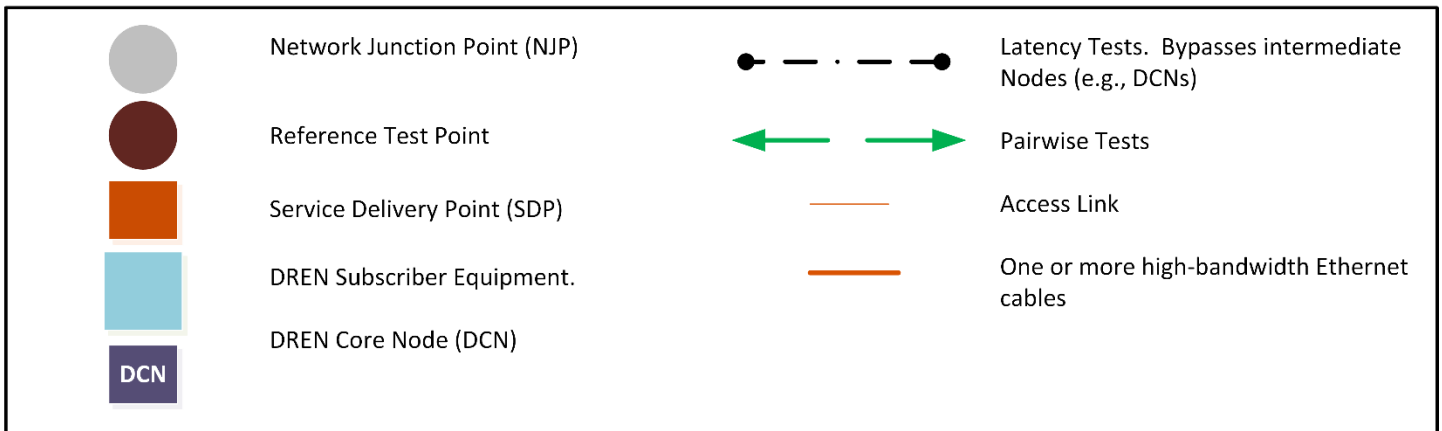 Network Junction Point (NJP)
Reference Test Point
Service Delivery Point (SDP)
DREN Subscriber Equipment.
DREN Core Node (DCN)
DCN
Latency Tests.  Bypasses intermediate
Nodes (e.g., DCNs)
Pairwise Tests
Access Link
One or more high-bandwidth Ethernet
cables